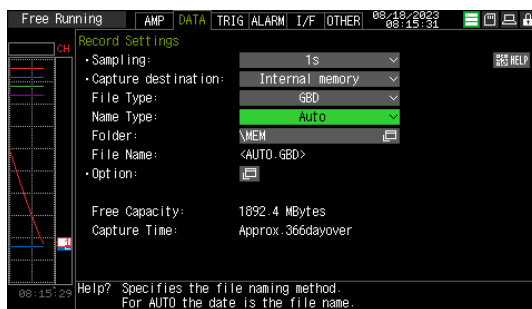 Free Running AMP DATA TRIG ALARM I/F OTHER 08/18/2023 08:15:31
CH Record Settings
•Sampling: 1s HELP
•Capture destination: Internal memory
File Type: GBD
Name Type: Auto
Folder: \MEM
File Name: <AUTO.GBD>
•Option:
Free Capacity: 1892.4 MBytes
Capture Time: Approx.366dayover
08:15:29 Help? Specifies the file naming method.
For AUTO the date is the file name.